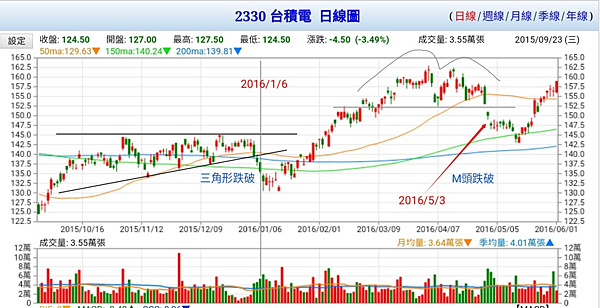 2330 台積電 日線圖
(日線/週線/月線/季線/年線)
設定
收盤: 124.50 開盤: 127.00 最高: 127.50 最低: 124.50 漲跌: -4.50 (-3.49%) 成交量: 3.55萬張 2015/09/23 (三)
50ma:129.63▼ 150ma:140.24▼ 200ma:139.81▼
165.0 165.0
162.5 162.5
160.0 160.0
157.5 157.5
155.0 155.0
152.5 152.5
150.0 150.0
147.5 147.5
145.0 145.0
142.5 142.5
140.0 140.0
137.5 137.5
135.0 135.0
132.5 132.5
130.0 130.0
127.5 127.5
125.0 125.0
122.5 122.5
2016/1/6
三角形跌破
2016/5/3
M頭跌破
2015/10/16 2015/11/12 2015/12/09 2016/01/06 2016/02/11 2016/03/09 2016/04/07 2016/05/05 2016/06/01
成交量: 3.55萬張 月均量: 3.64萬張▼ 季均量: 4.01萬張▲
12萬 12萬
10萬 10萬
8萬 8萬
6萬 6萬
4萬 4萬
2萬 2萬
0 0